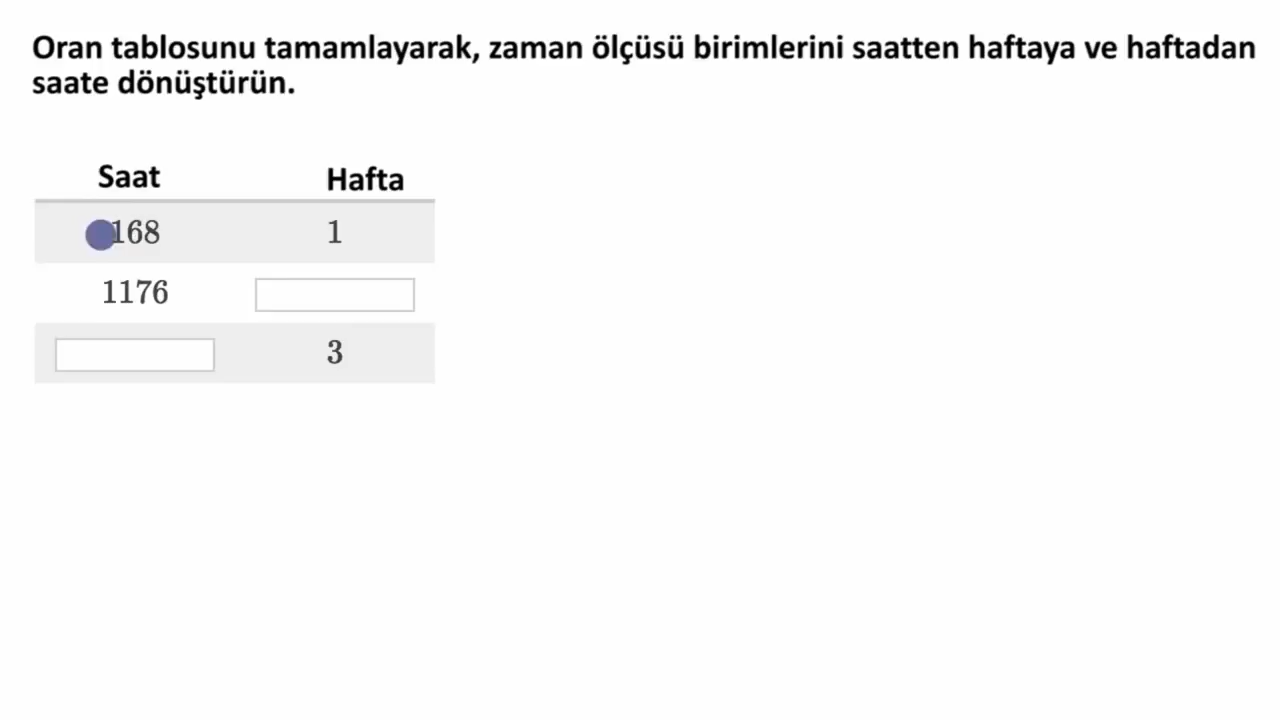 Oran tablosunu tamamlayarak, zaman ölçüsü birimlerini saatten haftaya ve haftadan
saate dönüştürün.
Saat Hafta
168 1
1176
3